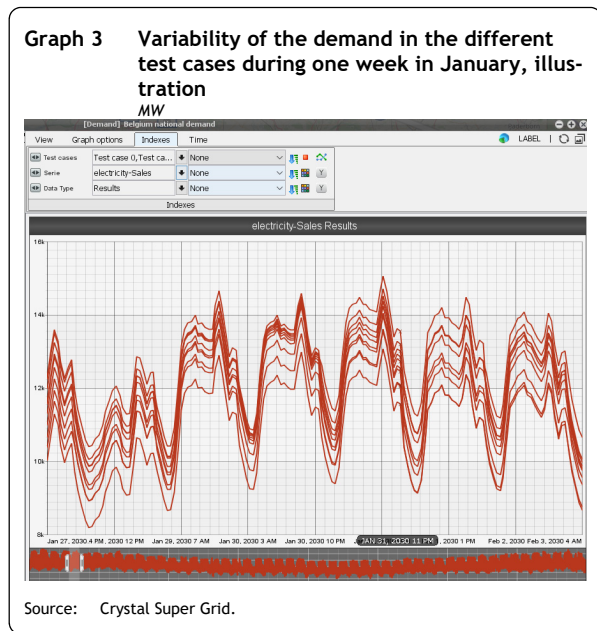 Graph 3 Variability of the demand in the different
test cases during one week in January, illus-
tration
MW
[Demand] Belgium national demand
View Graph options Indexes Time LABEL
Test cases Test case 0,Test ca... None
Serie electricity-Sales None
Data Type Results None
Indexes
electricity-Sales Results
16k
14k
12k
10k
8k
Jan 27, 2030 4 PM , 2030 12 PM Jan 29, 2030 7 AM Jan 30, 2030 3 AM Jan 30, 2030 10 PM JAN 31, 2030 11 PM , 2030 1 PM Feb 2, 2030 Feb 3, 2030 4 AM
Source: Crystal Super Grid.